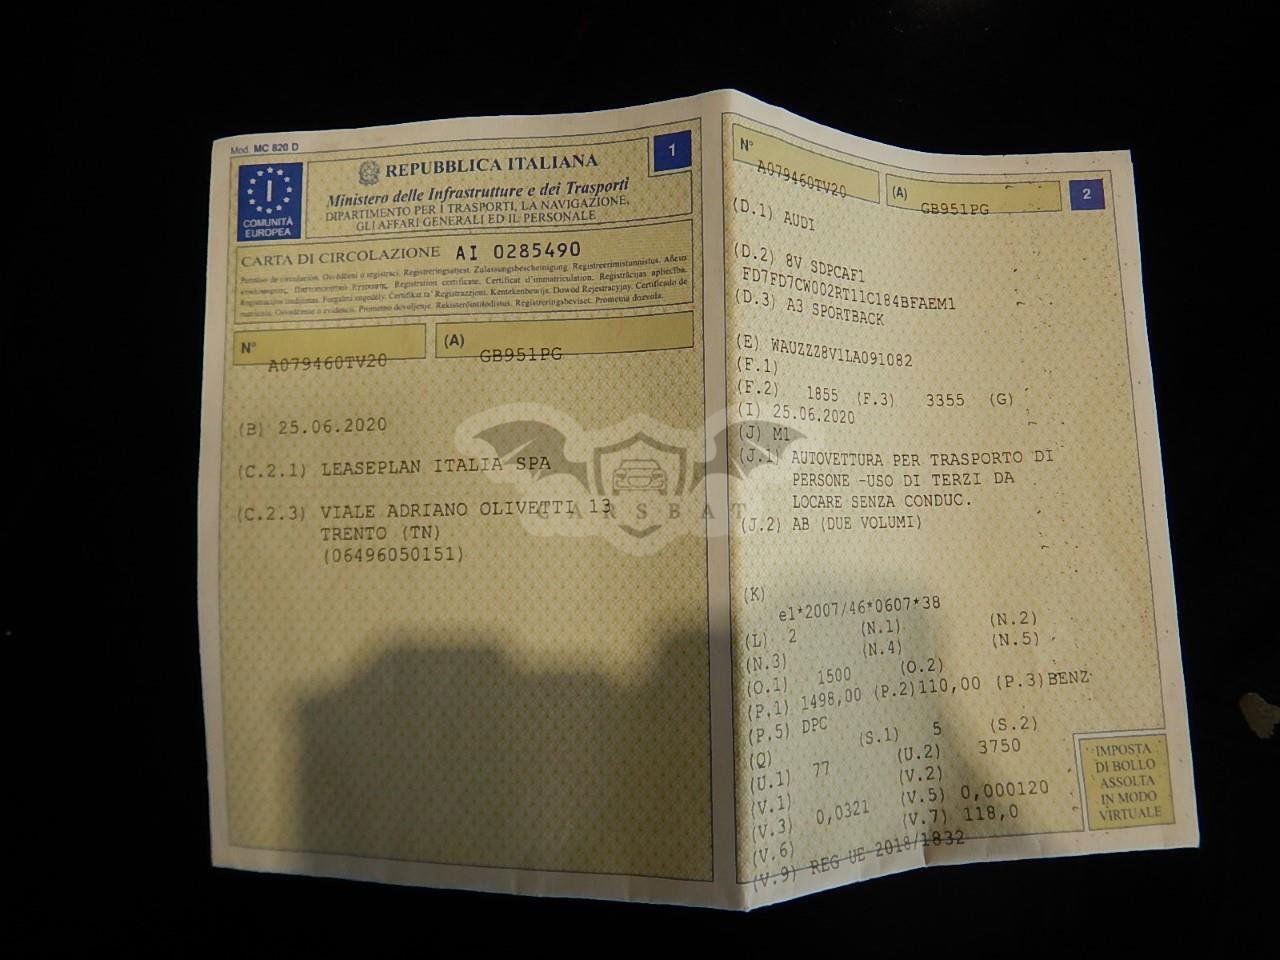 Mod. MC 820 D
I
COMUNITÀ
EUROPEA
REPUBBLICA ITALIANA
Ministero delle Infrastrutture e dei Trasporti
DIPARTIMENTO PER I TRASPORTI, LA NAVIGAZIONE,
GLI AFFARI GENERALI ED IL PERSONALE
1
CARTA DI CIRCOLAZIONE AI 0285490
N° A079460TV20
(A) GB951PG
(B) 25.06.2020
(C.2.1) LEASEPLAN ITALIA SPA
(C.2.3) VIALE ADRIANO OLIVETTI 13
TRENTO (TN)
(06496050151)
CARSBAT
N° A079460TV20
(A) GB951PG
2
(D.1) AUDI
(D.2) 8V SDPCAF1
FD7FD7CW002RT11C184BFAEM1
(D.3) A3 SPORTBACK
(E) WAUZZZ8V1LA091082
(F.1)
(F.2) 1855 (F.3) 3355 (G)
(I) 25.06.2020
(J) M1
(J.1) AUTOVETTURA PER TRASPORTO DI
PERSONE -USO DI TERZI DA
LOCARE SENZA CONDUC.
(J.2) AB (DUE VOLUMI)
(K)
e1*2007/46*0607*38
(L) 2 (N.1) (N.2)
(N.3) (N.4) (N.5)
(O.1) 1500 (O.2)
(P.1) 1498,00 (P.2)110,00 (P.3)BENZ
(P.5) DPC
(Q) (S.1) 5 (S.2)
(U.1) 77 (U.2) 3750
(V.1) (V.2)
(V.3) 0,0321 (V.5) 0,000120
(V.6) (V.7) 118,0
(V.9) REG UE 2018/1832
IMPOSTA
DI BOLLO
ASSOLTA
IN MODO
VIRTUALE